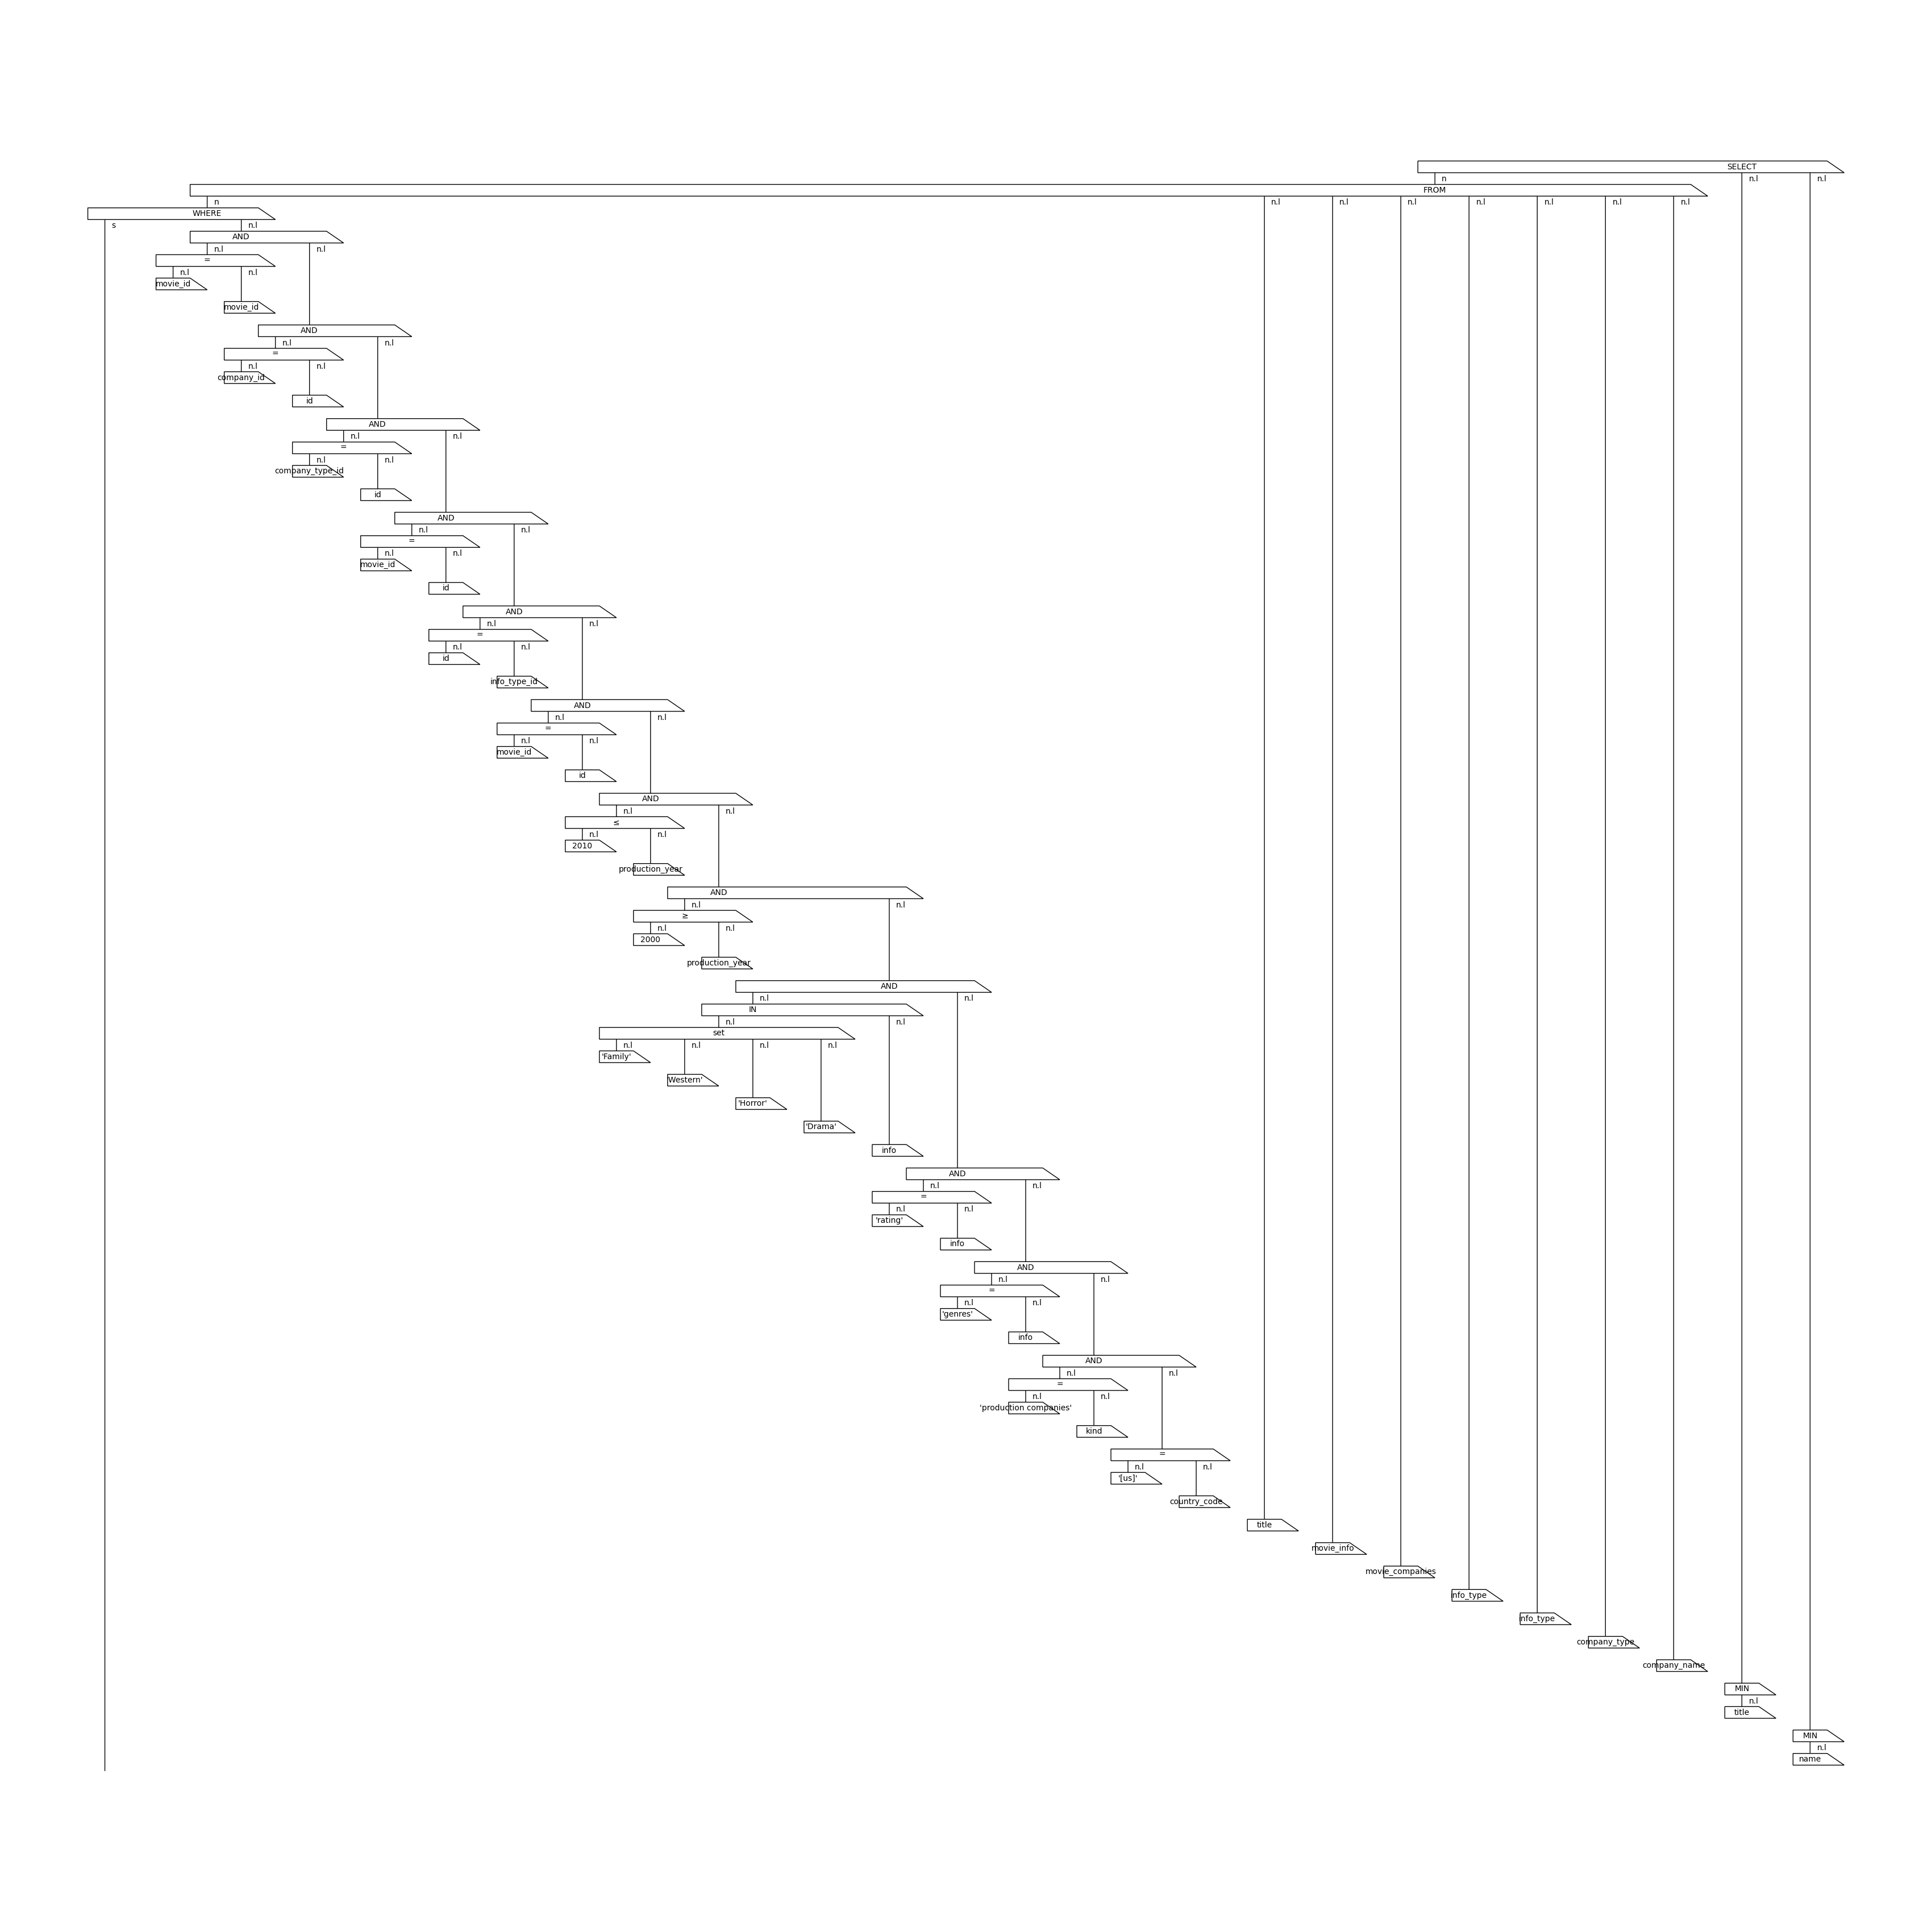 SELECT
n n.l n.l
FROM
n n.l n.l n.l n.l n.l n.l n.l
WHERE
s n.l
AND
n.l n.l
=
n.l n.l
movie_id
movie_id
AND
n.l n.l
=
n.l n.l
company_id
id
AND
n.l n.l
=
n.l n.l
company_type_id
id
AND
n.l n.l
=
n.l n.l
movie_id
id
AND
n.l n.l
=
n.l n.l
id
info_type_id
AND
n.l n.l
=
n.l n.l
movie_id
id
AND
n.l n.l
≤
n.l n.l
2010
production_year
AND
n.l n.l
≥
n.l n.l
2000
production_year
AND
n.l n.l
IN
n.l n.l
set
n.l n.l n.l n.l
'Family'
'Western'
'Horror'
'Drama'
info
AND
n.l n.l
=
n.l n.l
'rating'
info
AND
n.l n.l
=
n.l n.l
'genres'
info
AND
n.l n.l
=
n.l n.l
'production companies'
kind
=
n.l n.l
'[us]'
country_code
title
movie_info
movie_companies
info_type
info_type
company_type
company_name
MIN
n.l
title
MIN
n.l
name